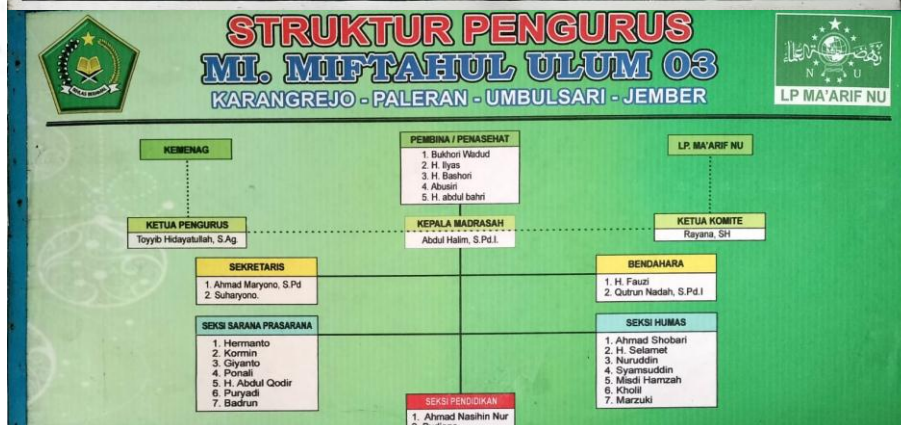 STRUKTUR PENGURUS
MI. MIFTAHUL ULUM 03
KARANGREJO - PALERAN - UMBULSARI - JEMBER
N U
LP MA'ARIF NU
KEMENAG
PEMBINA / PENASEHAT
1. Bukhori Wadud
2. H. Ilyas
3. H. Bashori
4. Abusiri
5. H. abdul bahri
LP. MA'ARIF NU
KETUA PENGURUS
Toyyib Hidayatullah, S.Ag.
KEPALA MADRASAH
Abdul Halim, S.Pd.I.
KETUA KOMITE
Rayana, SH
SEKRETARIS
1. Ahmad Maryono, S.Pd
2. Suharyono.
BENDAHARA
1. H. Fauzi
2. Qutrun Nadah, S.Pd.I
SEKSI SARANA PRASARANA
1. Hermanto
2. Kormin
3. Giyanto
4. Ponali
5. H. Abdul Qodir
6. Puryadi
7. Badrun
SEKSI HUMAS
1. Ahmad Shobari
2. H. Selamet
3. Nuruddin
4. Syamsuddin
5. Misdi Hamzah
6. Kholil
7. Marzuki
SEKSI PENDIDIKAN
1. Ahmad Nasihin Nur